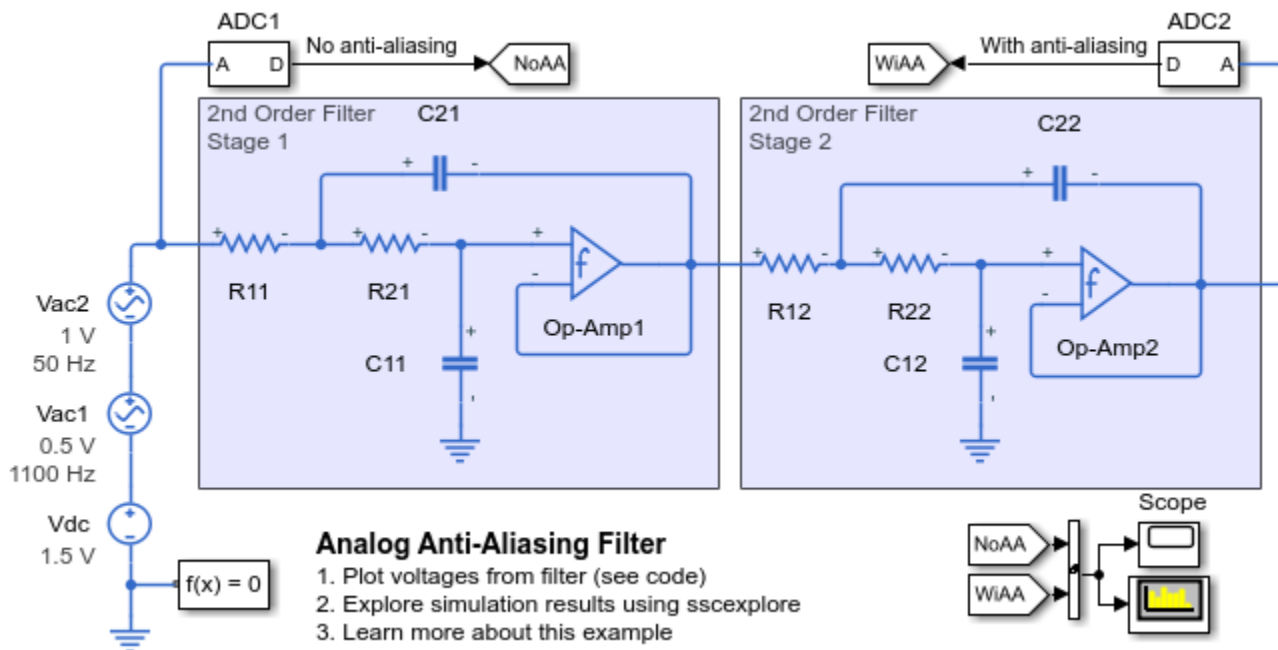 ADC1
A D
No anti-aliasing
NoAA
WiAA
With anti-aliasing
ADC2
D A
2nd Order Filter
Stage 1
C21
+ -
+ - + - + -
R11
R21
C11
+
-
f
Op-Amp1
2nd Order Filter
Stage 2
C22
+ -
+ - + - + -
R12
R22
C12
+
-
f
Op-Amp2
Vac2
1 V
50 Hz
Vac1
0.5 V
1100 Hz
Vdc
1.5 V
f(x) = 0
Analog Anti-Aliasing Filter
1. Plot voltages from filter (see code)
2. Explore simulation results using sscexplore
3. Learn more about this example
Scope
NoAA
WiAA